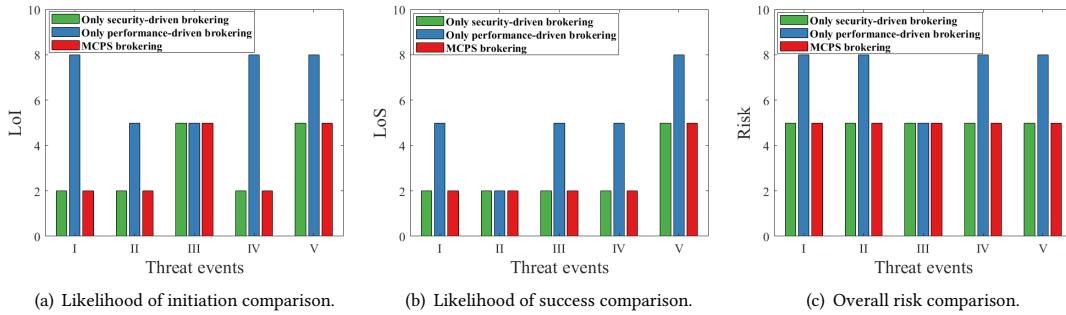 Only security-driven brokering
Only performance-driven brokering
MCPS brokering
10
8
6
4
2
0
LoI
I II III IV V
Threat events
(a) Likelihood of initiation comparison.
Only security-driven brokering
Only performance-driven brokering
MCPS brokering
10
8
6
4
2
0
LoS
I II III IV V
Threat events
(b) Likelihood of success comparison.
Only security-driven brokering
Only performance-driven brokering
MCPS brokering
10
8
6
4
2
0
Risk
I II III IV V
Threat events
(c) Overall risk comparison.